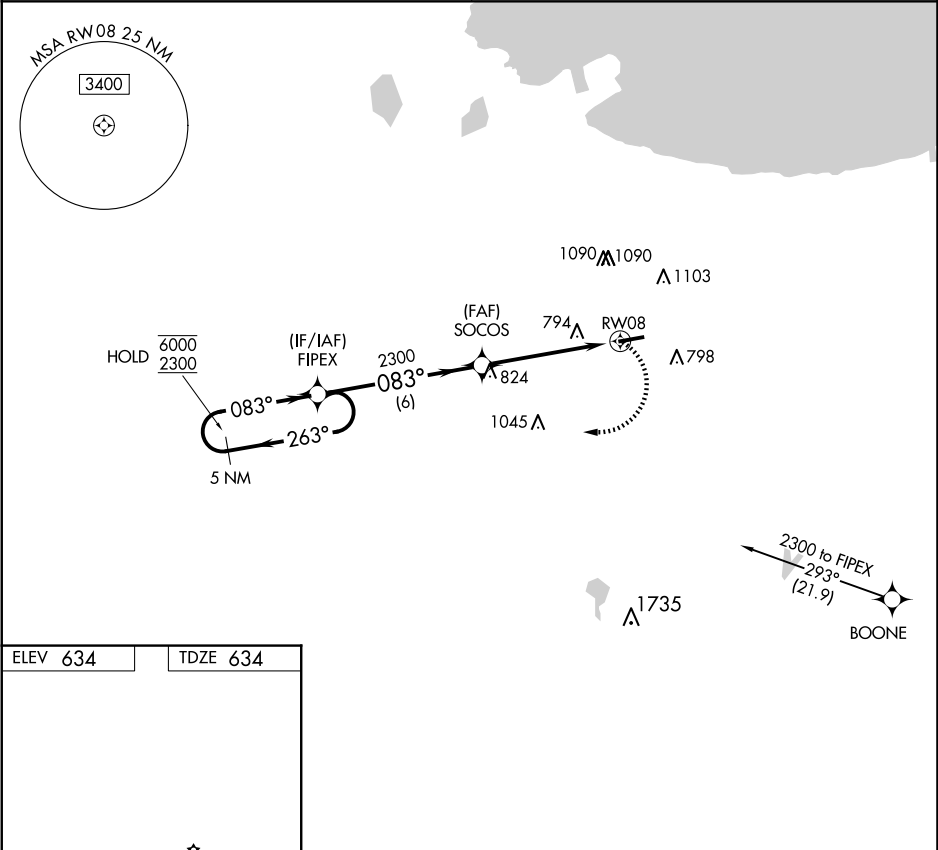 MSA RW08 25 NM
3400
1090 1090
1103
(FAF)
SOCOS
794
RW08
(IF/IAF)
FIPEX
HOLD 6000
2300
2300
083°
(6)
824
798
083°
263°
1045
5 NM
2300 to FIPEX
293°
(21.9)
BOONE
1735
ELEV 634
TDZE 634